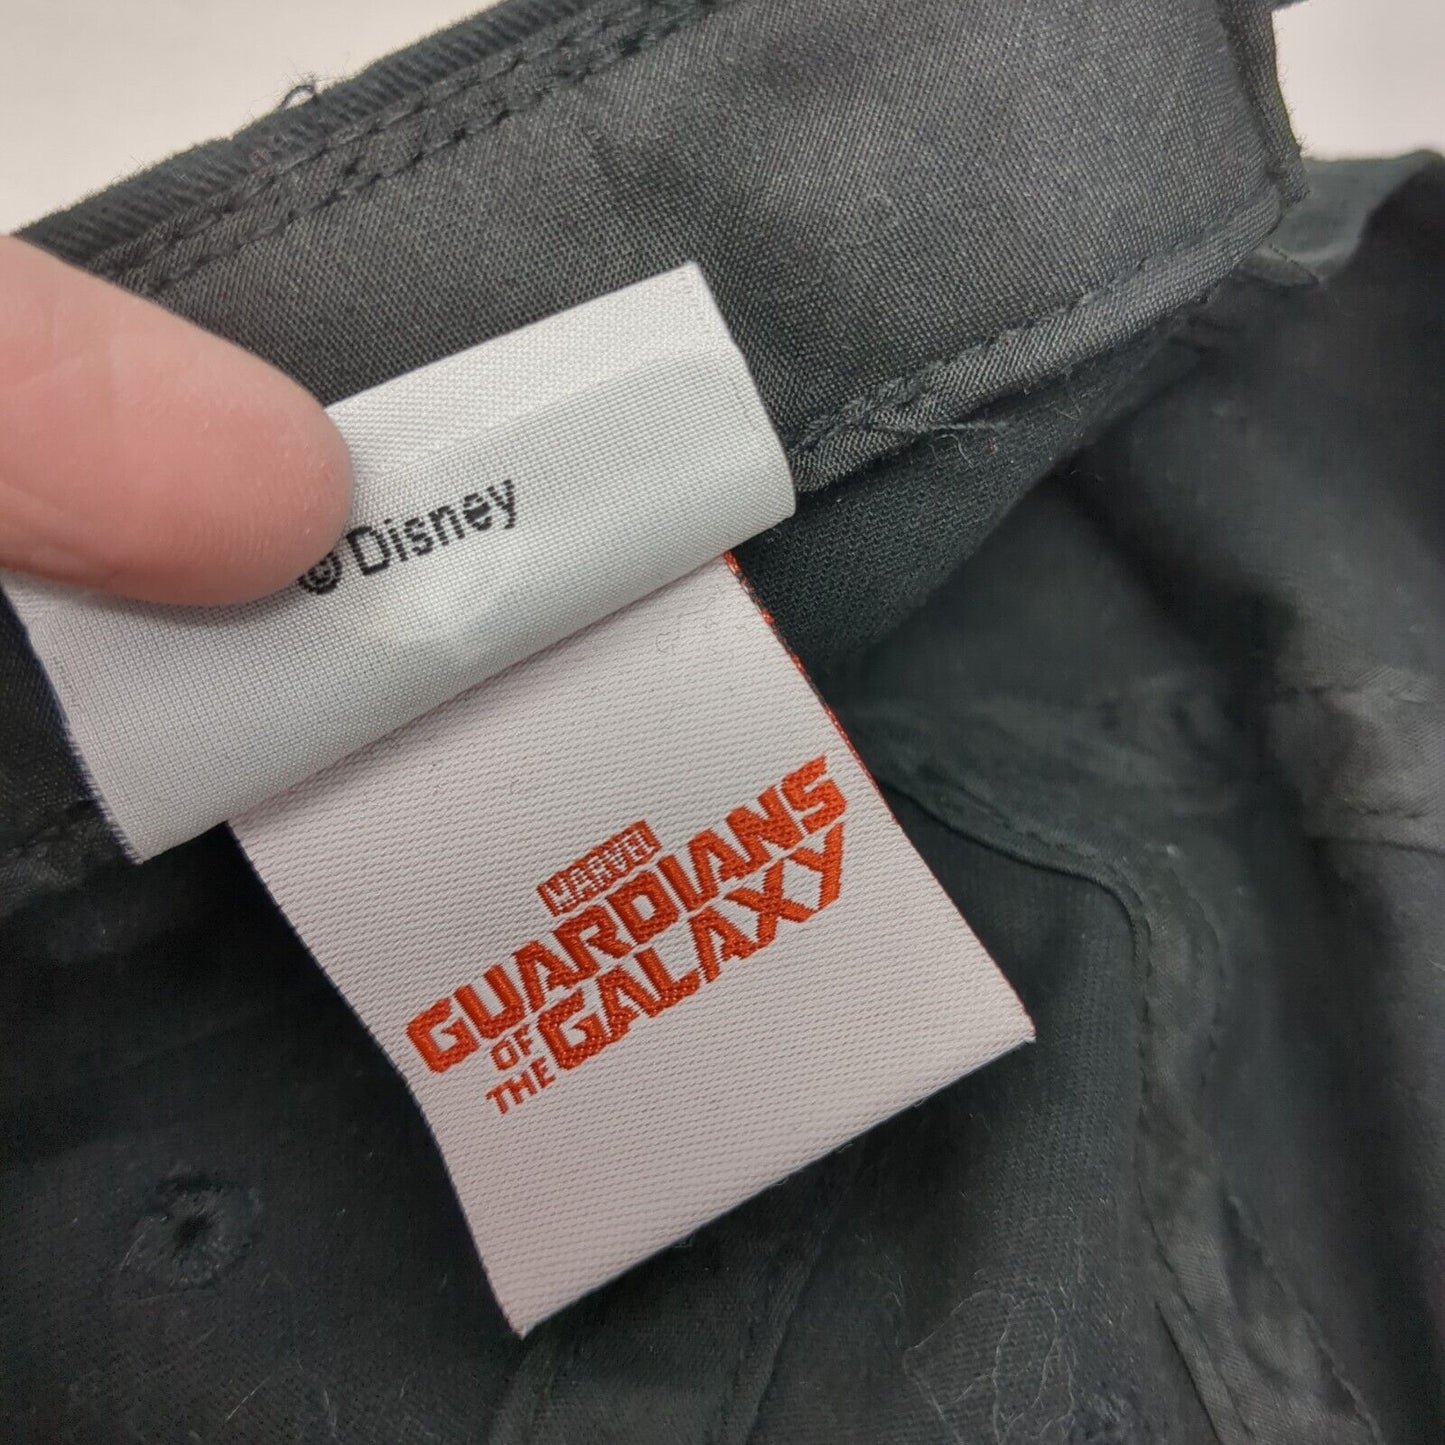 © Disney
MARVEL
GUARDIANS
OF
THE GALAXY